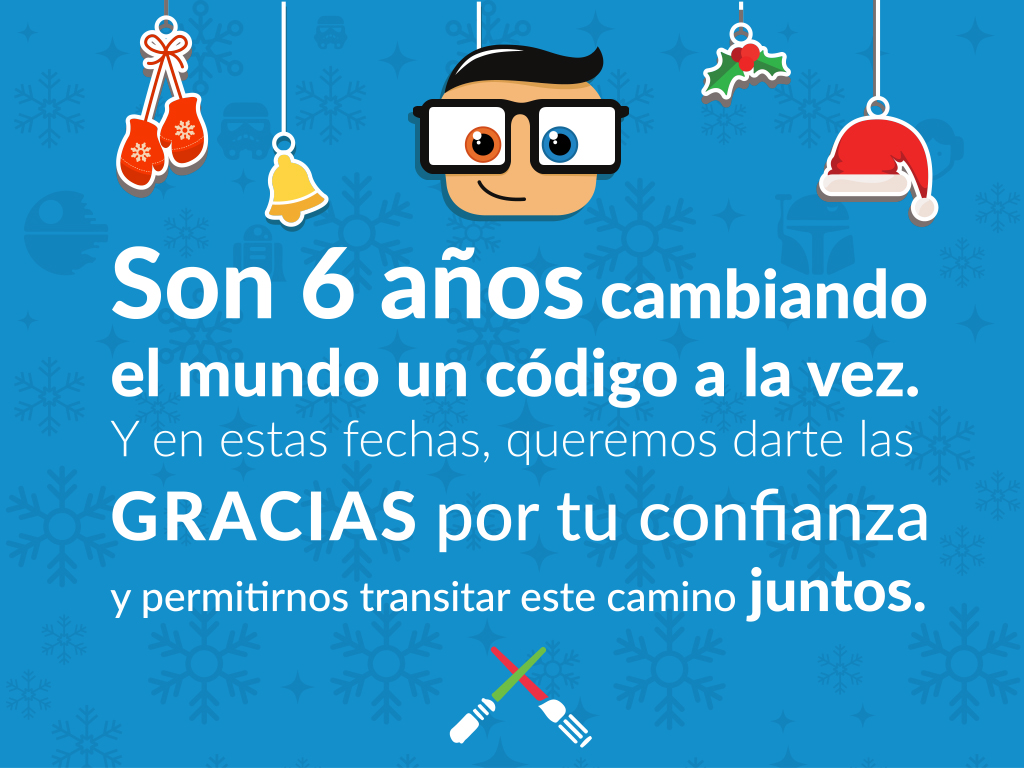 Son 6 años cambiando
el mundo un código a la vez.
Y en estas fechas, queremos darte las
GRACIAS por tu confianza
y permitirnos transitar este camino juntos.